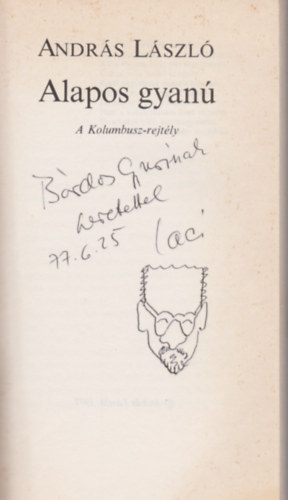 ANDRÁS LÁSZLÓ
Alapos gyanú
A Kolumbusz-rejtély
Bárdos Gyurinak
szeretettel
77.6.25 Laci